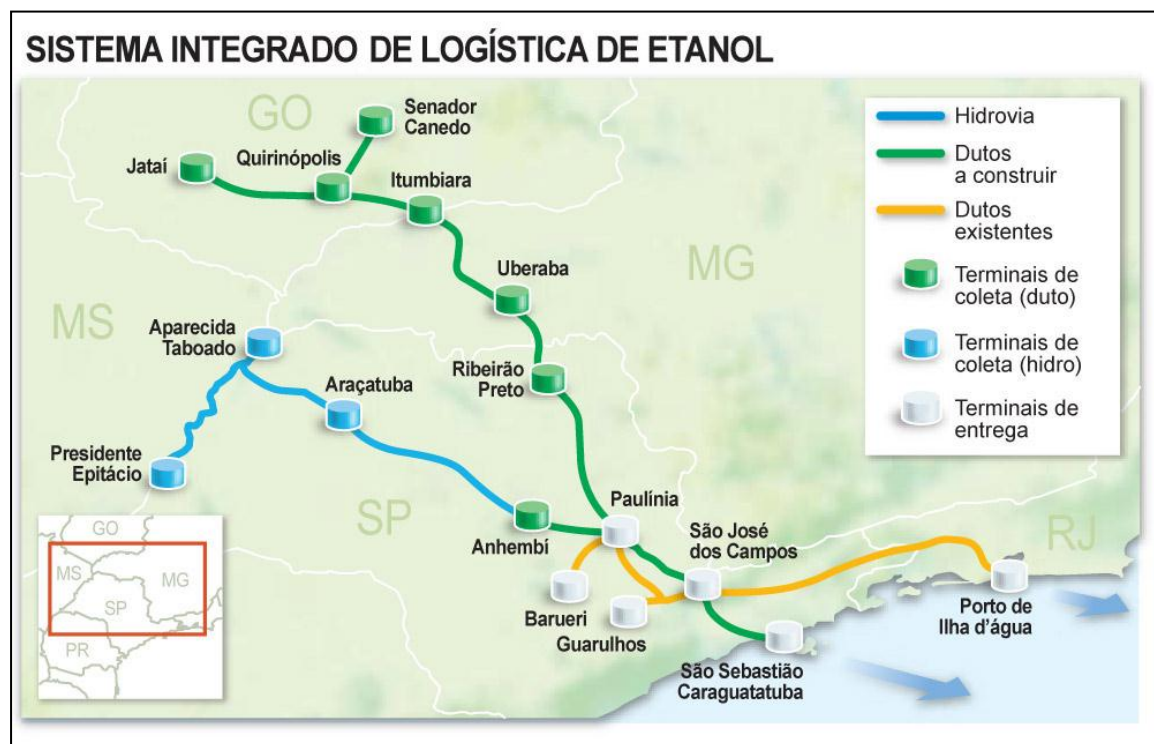 SISTEMA INTEGRADO DE LOGÍSTICA DE ETANOL
GO
Senador
Canedo
Jataí
Quirinópolis
Itumbiara
Uberaba
MG
MS
Aparecida
Taboado
Araçatuba
Ribeirão
Preto
Presidente
Epitácio
SP
Anhembí
Paulínia
São José
dos Campos
RJ
Barueri
Guarulhos
Porto de
Ilha d'água
São Sebastião
Caraguatatuba
Hidrovia
Dutos
a construir
Dutos
existentes
Terminais de
coleta (duto)
Terminais de
coleta (hidro)
Terminais de
entrega
GO
MS
MG
SP
PR